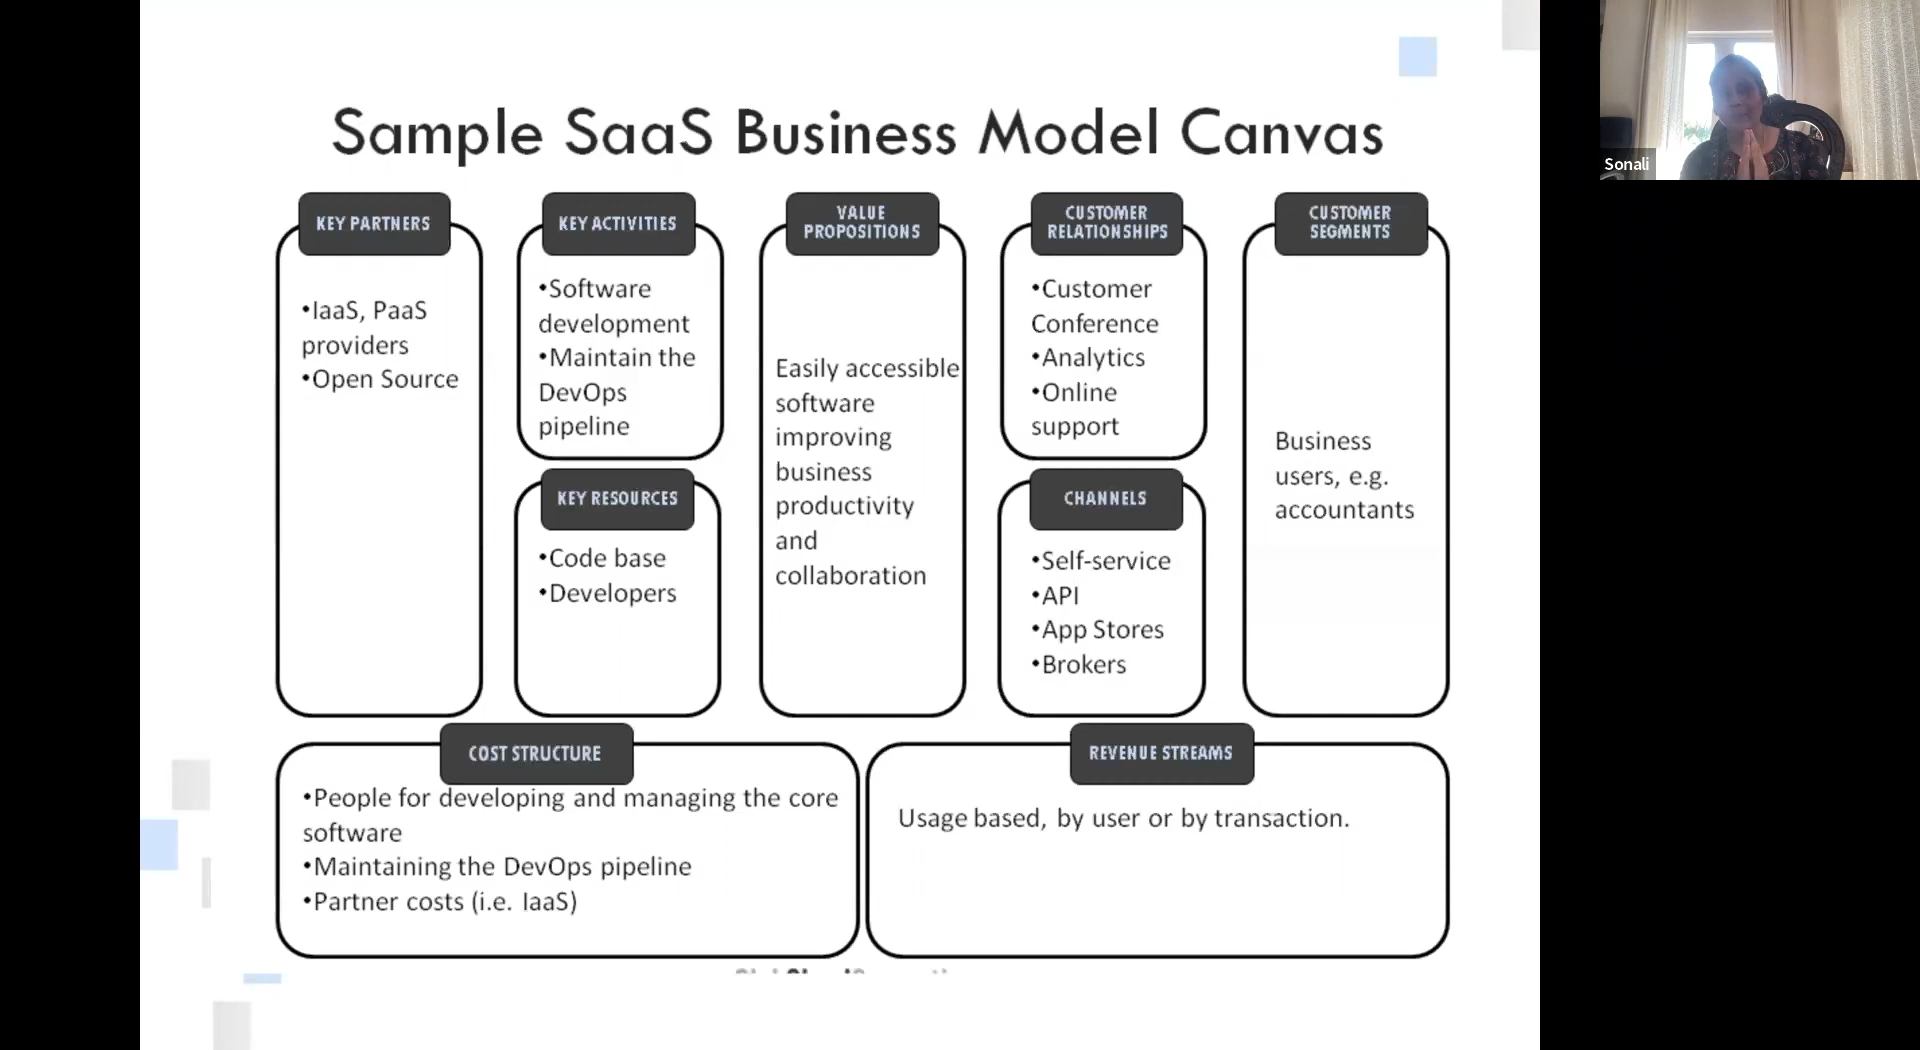 Sample SaaS Business Model Canvas
KEY PARTNERS
•IaaS, PaaS
providers
•Open Source
KEY ACTIVITIES
•Software
development
•Maintain the
DevOps
pipeline
KEY RESOURCES
•Code base
•Developers
VALUE
PROPOSITIONS
Easily accessible
software
improving
business
productivity
and
collaboration
CUSTOMER
RELATIONSHIPS
•Customer
Conference
•Analytics
•Online
support
CHANNELS
•Self-service
•API
•App Stores
•Brokers
CUSTOMER
SEGMENTS
Business
users, e.g.
accountants
COST STRUCTURE
•People for developing and managing the core
software
•Maintaining the DevOps pipeline
•Partner costs (i.e. IaaS)
REVENUE STREAMS
Usage based, by user or by transaction.
Sonali